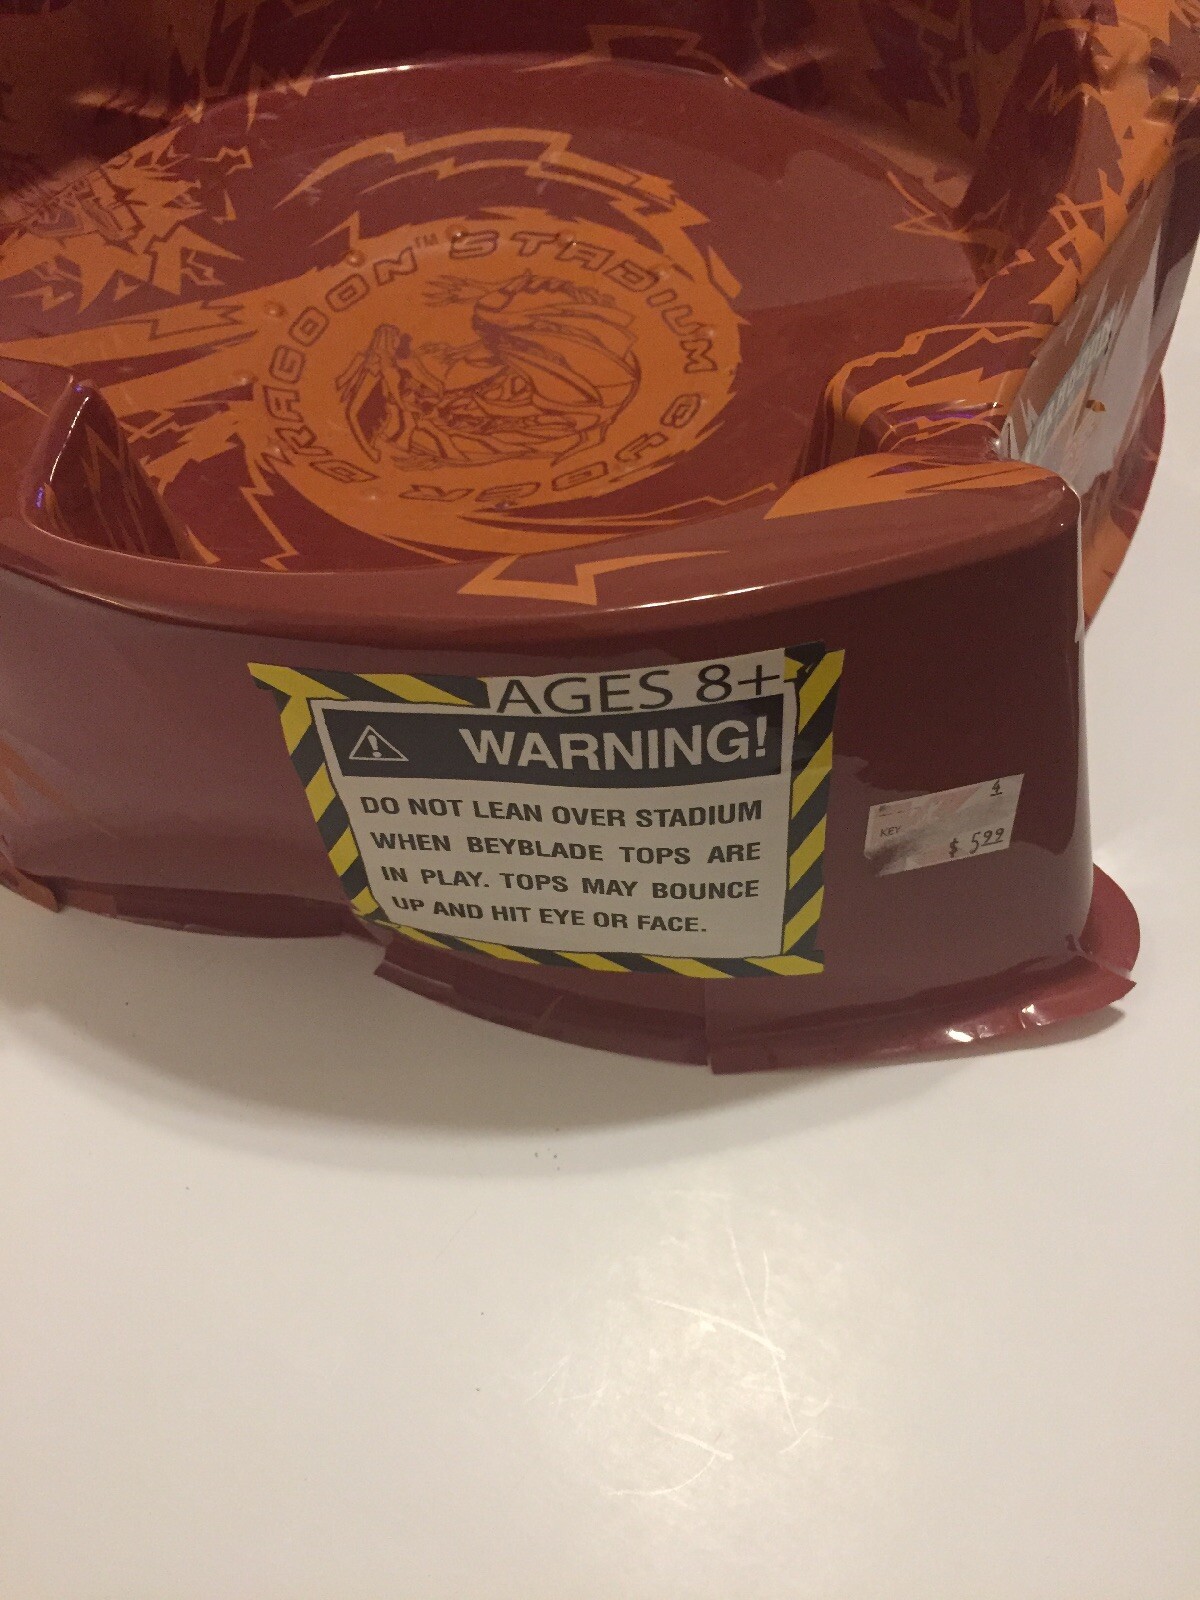 DRAGOON™ STADIUM
AGES 8+
WARNING!
DO NOT LEAN OVER STADIUM
WHEN BEYBLADE TOPS ARE
IN PLAY. TOPS MAY BOUNCE
UP AND HIT EYE OR FACE.
4
KEY
$ 5.99